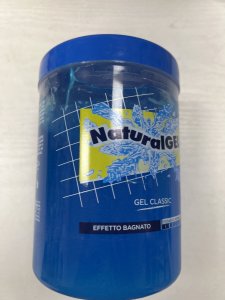 NaturalGE
GEL CLASSIC
EFFETTO BAGNATO